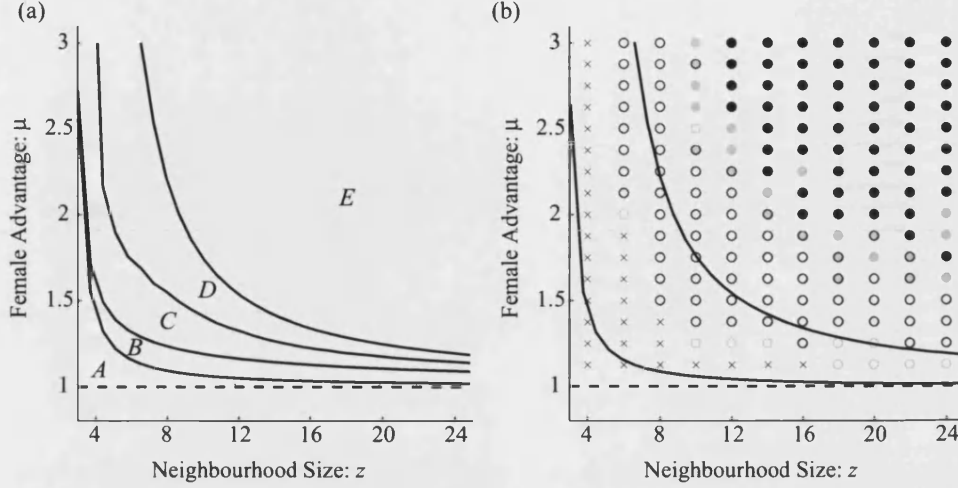 (a)
3
2.5
2
1.5
1
Female Advantage: μ
A
B
C
D
E
4
8
12
16
20
24
Neighbourhood Size: z
(b)
3
2.5
2
1.5
1
Female Advantage: μ
4
8
12
16
20
24
Neighbourhood Size: z